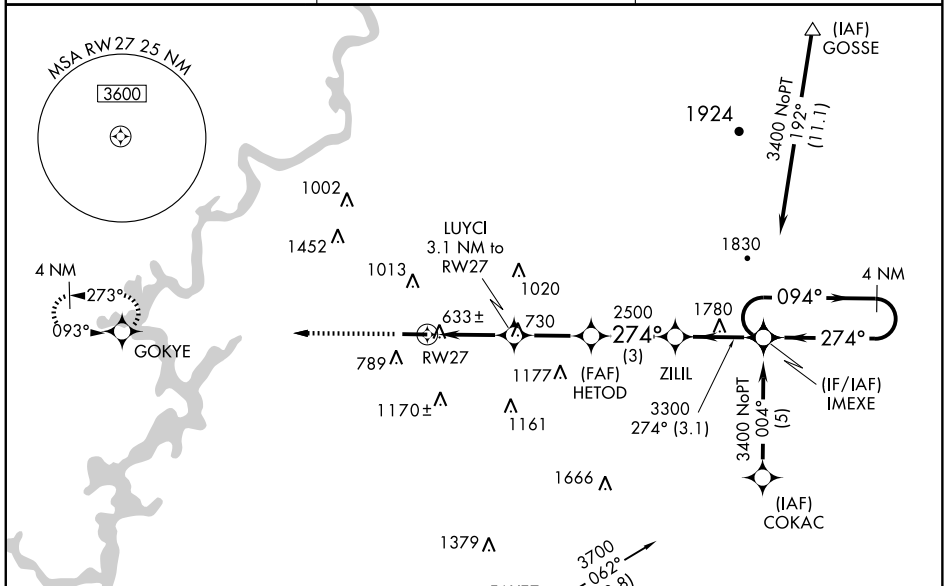 MSA RW27 25 NM
3600
(IAF)
GOSSE
3400 NoPT
192°
(11.1)
1924
1830
1002
1452
1013
LUYCI
3.1 NM to
RW27
1020
4 NM
273°
093°
GOKYE
633±
730
2500
274°
(3)
1780
094°
4 NM
274°
789
RW27
1177
(FAF)
HETOD
ZILIL
(IF/IAF)
IMEXE
1170±
1161
3300
274° (3.1)
3400 NoPT
004°
(5)
1666
(IAF)
COKAC
1379
3700
062°